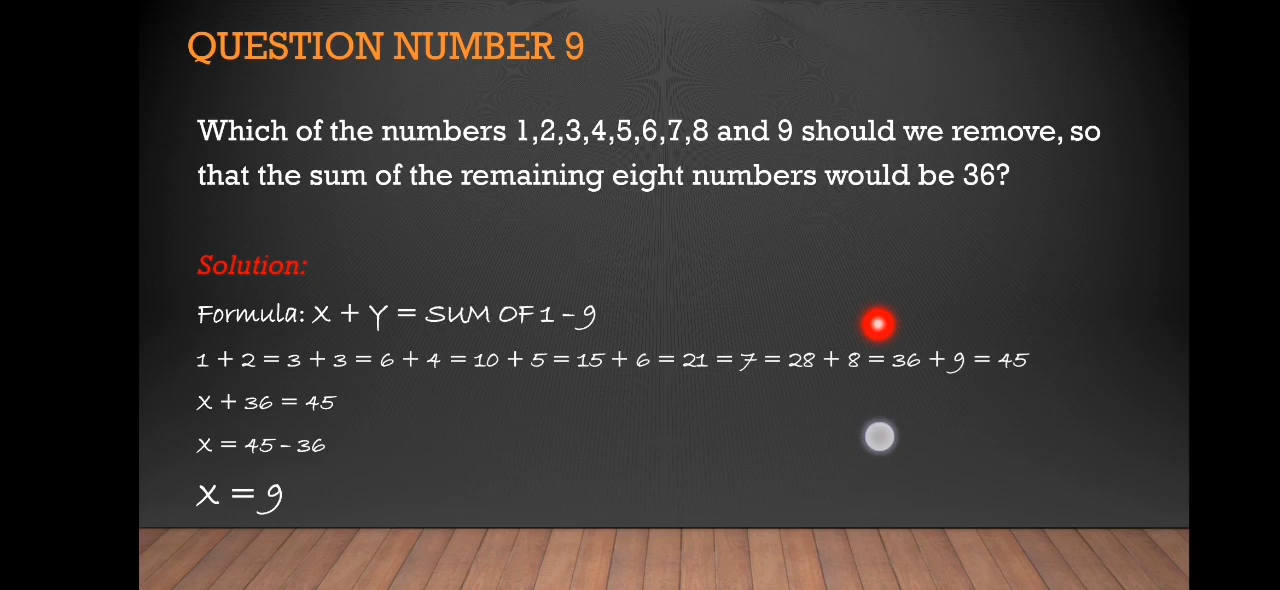 QUESTION NUMBER 9
Which of the numbers 1,2,3,4,5,6,7,8 and 9 should we remove, so
that the sum of the remaining eight numbers would be 36?
Solution:
Formula: X + Y = SUM OF 1 – 9
1 + 2 = 3 + 3 = 6 + 4 = 10 + 5 = 15 + 6 = 21 = 7 = 28 + 8 = 36 + 9 = 45
X + 36 = 45
X = 45 – 36
X = 9